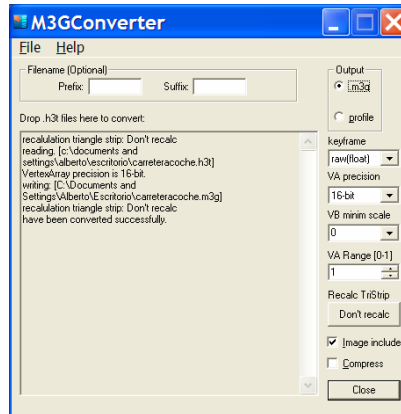 M3GConverter
File Help
Filename (Optional)
Prefix: Suffix:
Output
.m3g
profile
Drop .h3t files here to convert:
recalulation triangle strip: Don't recalc
reading. [c:\documents and
settings\alberto\escritorio\carreteracoche.h3t]
VertexArray precision is 16-bit.
writing: [C:\Documents and
Settings\Alberto\Escritorio\carreteracoche.m3g]
recalulation triangle strip: Don't recalc
have been converted successfully.
keyframe
raw(float)
VA precision
16-bit
VB minim scale
0
VA Range [0-1]
1
Recalc TriStrip
Don't recalc
Image include
Compress
Close